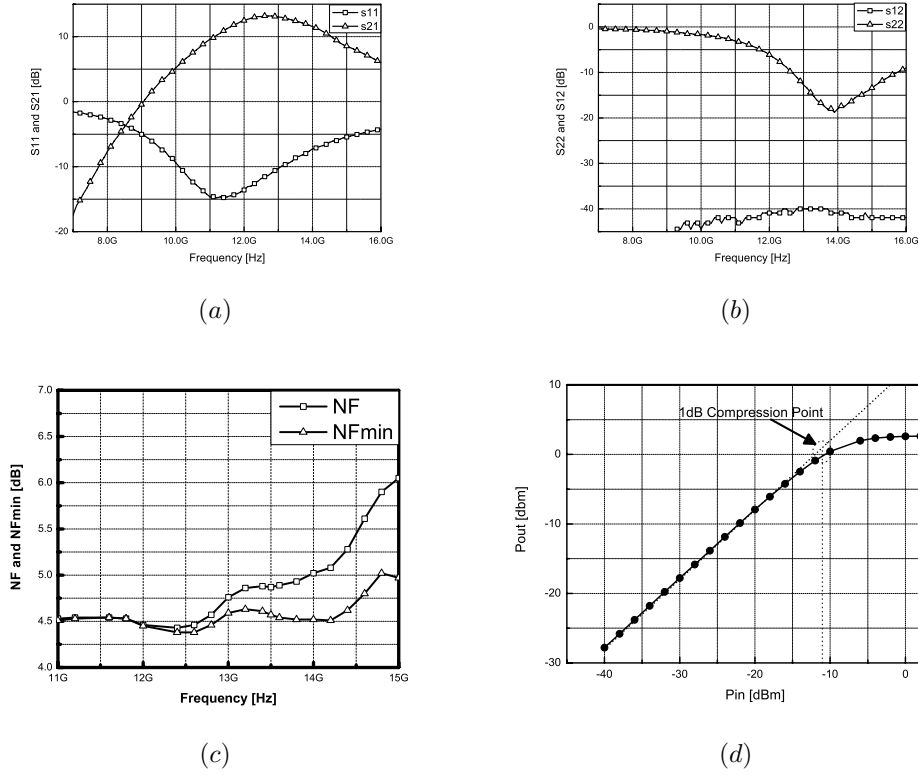 s11
s21
10
0
-10
-20
S11 and S21 [dB]
8.0G 10.0G 12.0G 14.0G 16.0G
Frequency [Hz]
(a)
s12
s22
0
-10
-20
-30
-40
S22 and S12 [dB]
8.0G 10.0G 12.0G 14.0G 16.0G
Frequency [Hz]
(b)
NF
NFmin
7.0
6.5
6.0
5.5
5.0
4.5
4.0
NF and NFmin [dB]
11G 12G 13G 14G 15G
Frequency [Hz]
(c)
1dB Compression Point
10
0
-10
-20
-30
Pout [dbm]
-40 -30 -20 -10 0
Pin [dBm]
(d)